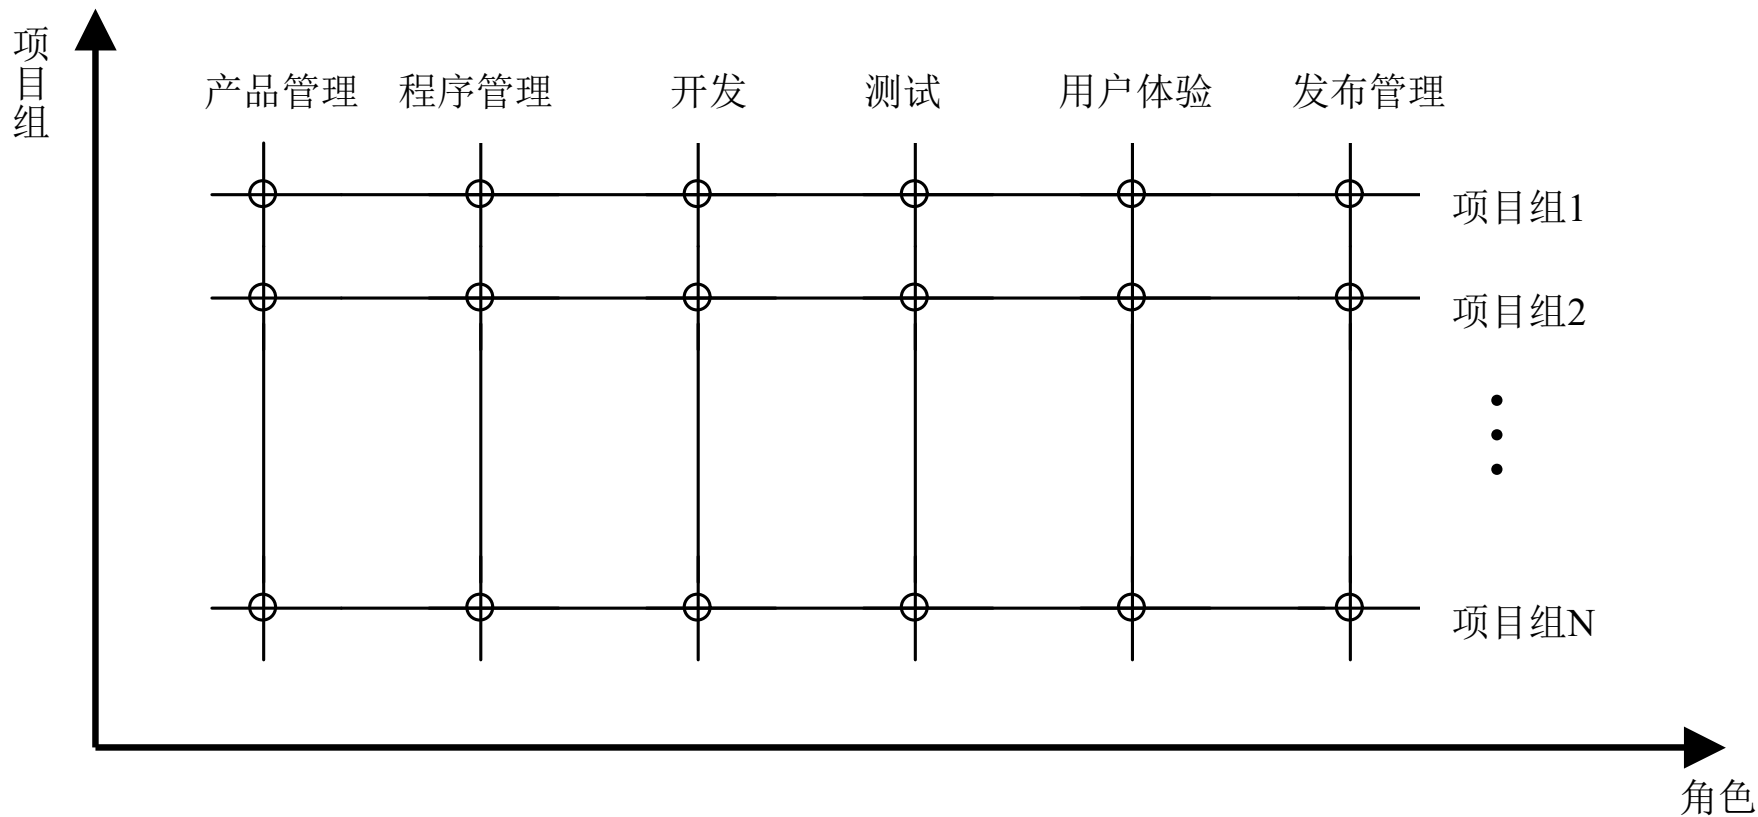 项目组
产品管理 程序管理 开发 测试 用户体验 发布管理
项目组1
项目组2
项目组N
角色